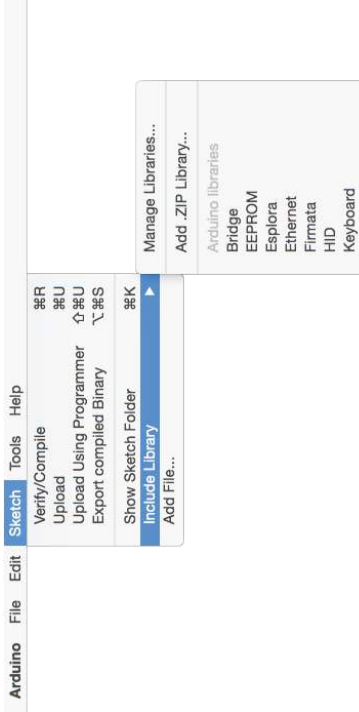 Arduino File Edit Sketch Tools Help
Verify/Compile ⌘R
Upload ⌘U
Upload Using Programmer ⇧⌘U
Export compiled Binary ⌥⌘S
Show Sketch Folder ⌘K
Include Library ▶
Add File...
Manage Libraries...
Add .ZIP Library...
Arduino libraries
Bridge
EEPROM
Esplora
Ethernet
Firmata
HID
Keyboard